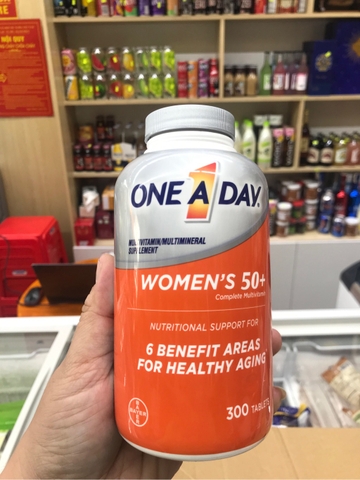 ONE A DAY
1
MULTIVITAMIN/MULTIMINERAL
SUPPLEMENT
WOMEN'S 50+
Complete Multivitamin
NUTRITIONAL SUPPORT FOR
6 BENEFIT AREAS
FOR HEALTHY AGING
BAYER
300 TABLETS